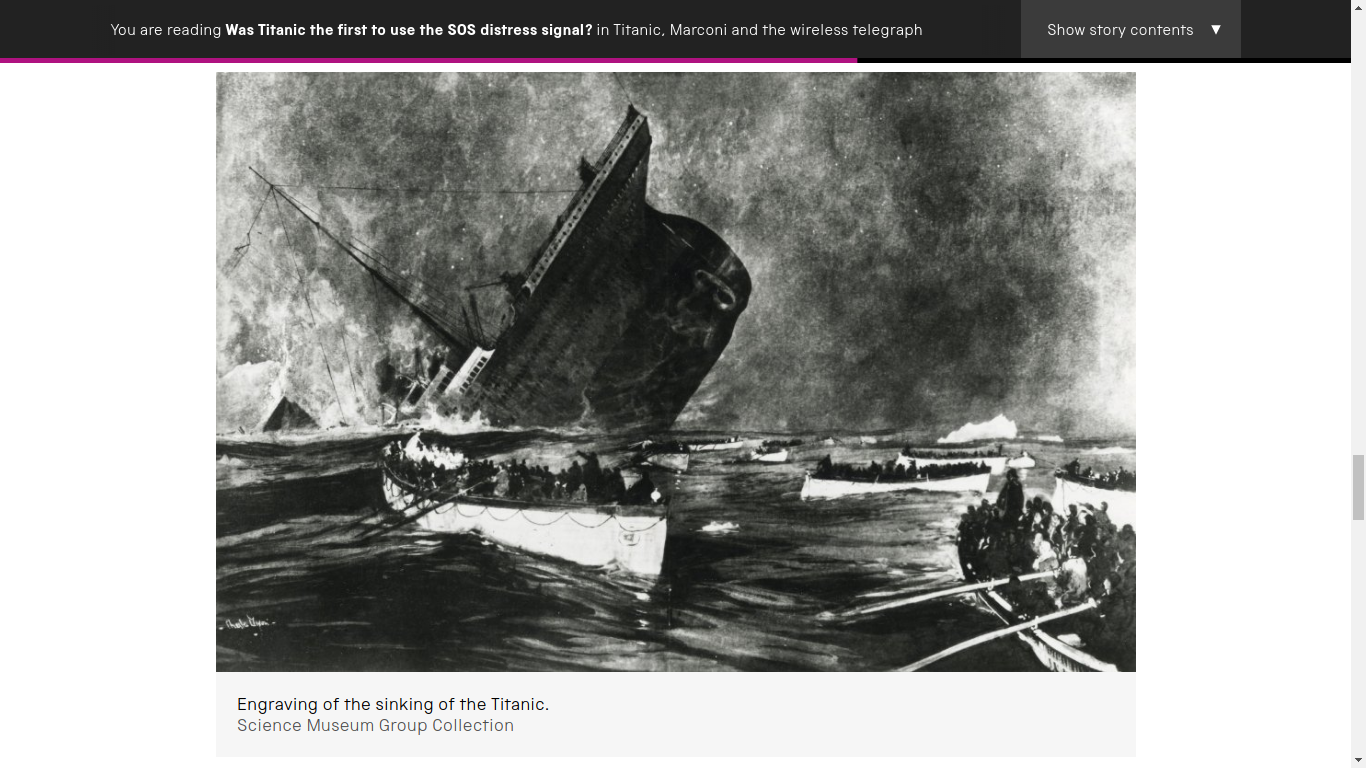 You are reading Was Titanic the first to use the SOS distress signal? in Titanic, Marconi and the wireless telegraph
Show story contents ▼
Engraving of the sinking of the Titanic.
Science Museum Group Collection